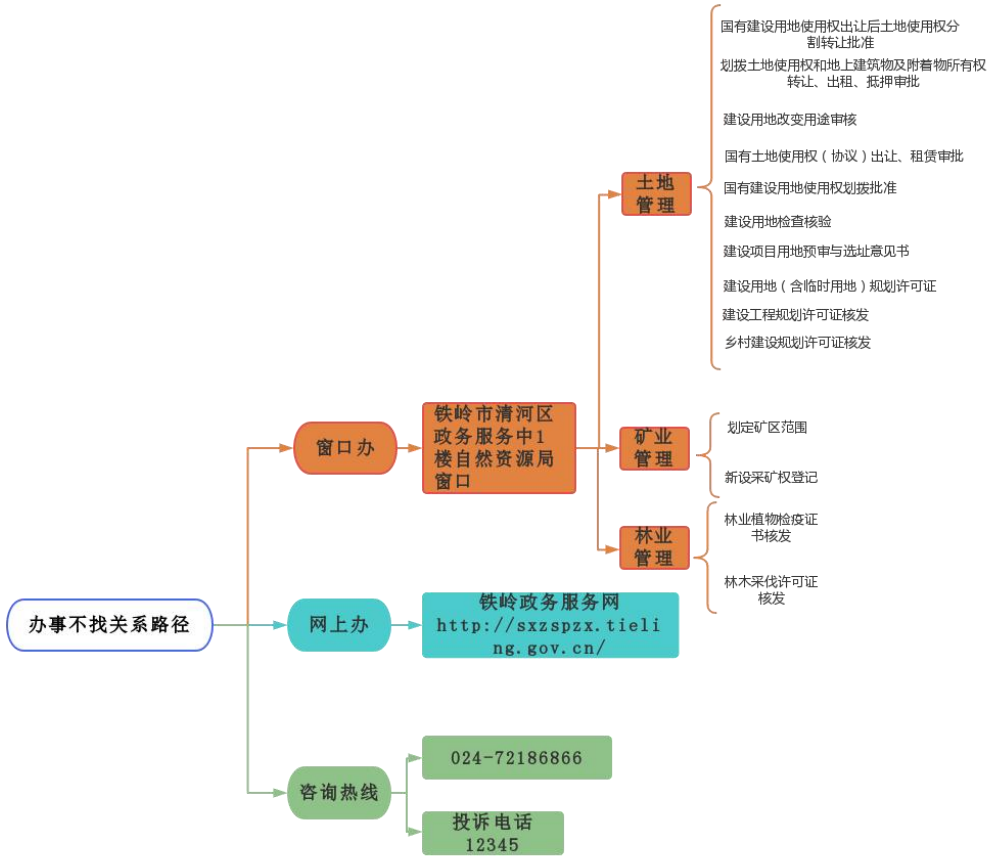 国有建设用地使用权出让后土地使用权分
割转让批准
划拨土地使用权和地上建筑物及附着物所有权
转让、出租、抵押审批
建设用地改变用途审核
国有土地使用权（协议）出让、租赁审批
国有建设用地使用权划拨批准
建设用地检查核验
建设项目用地预审与选址意见书
建设用地（含临时用地）规划许可证
建设工程规划许可证核发
乡村建设规划许可证核发
土地
管理
铁岭市清河区
政务服务中1
楼自然资源局
窗口
窗口办
矿业
管理
划定矿区范围
新设采矿权登记
林业
管理
林业植物检疫证
书核发
林木采伐许可证
核发
办事不找关系路径
网上办
铁岭政务服务网
http://sxzspzx.tieli
ng.gov.cn/
咨询热线
024-72186866
投诉电话
12345